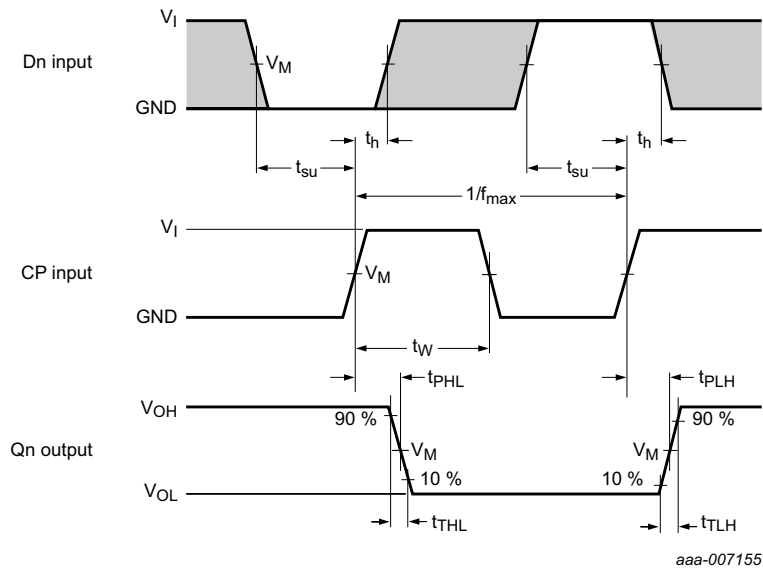 V_I
Dn input
V_M
GND
t_h
t_h
t_su
t_su
1/f_max
V_I
CP input
V_M
GND
t_W
t_PHL
t_PLH
V_OH
90 %
90 %
Qn output
V_M
V_M
10 %
10 %
V_OL
t_THL
t_TLH
aaa-007155